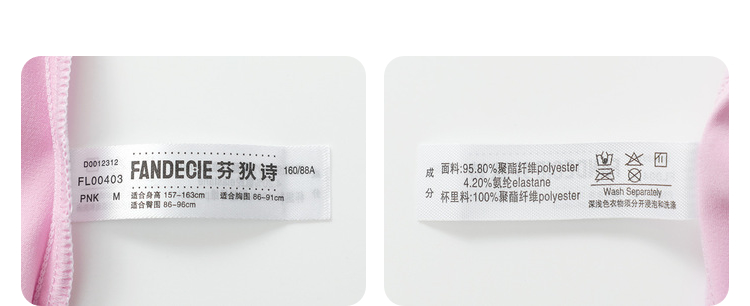 D0012312
FL00403
PNK M
FANDECIE 芬狄诗 160/88A
适合身高 157-163cm 适合胸围 86-91cm
适合臀围 86-96cm
成分
面料:95.80%聚酯纤维polyester
4.20%氨纶elastane
杯里料:100%聚酯纤维polyester
Wash Separately
深浅色衣物须分开浸泡和洗涤